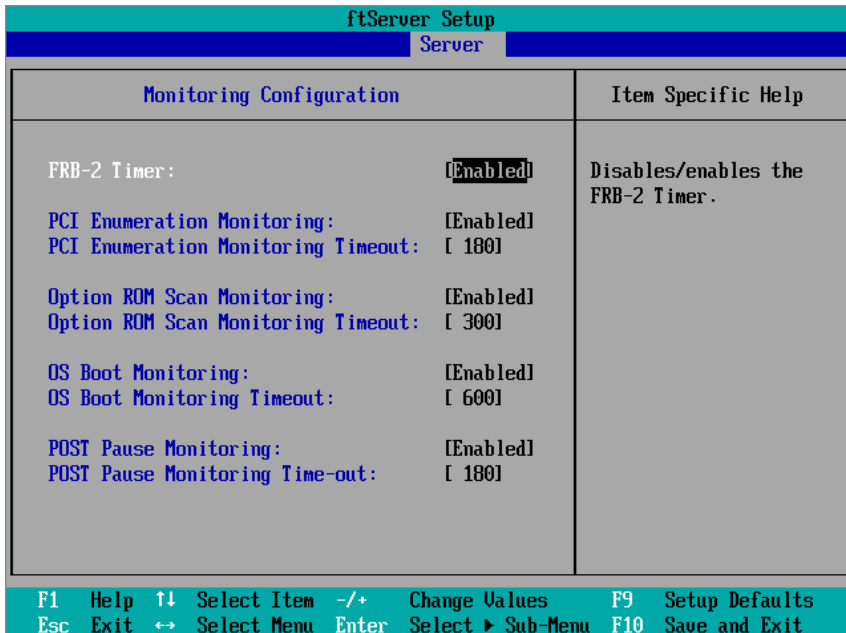 ftServer Setup
Server
Monitoring Configuration
Item Specific Help
FRB-2 Timer: [Enabled]
PCI Enumeration Monitoring: [Enabled]
PCI Enumeration Monitoring Timeout: [ 180]
Option ROM Scan Monitoring: [Enabled]
Option ROM Scan Monitoring Timeout: [ 300]
OS Boot Monitoring: [Enabled]
OS Boot Monitoring Timeout: [ 600]
POST Pause Monitoring: [Enabled]
POST Pause Monitoring Time-out: [ 180]
Disables/enables the
FRB-2 Timer.
F1 Help ↑↓ Select Item -/+ Change Values F9 Setup Defaults
Esc Exit ↔ Select Menu Enter Select ▶ Sub-Menu F10 Save and Exit